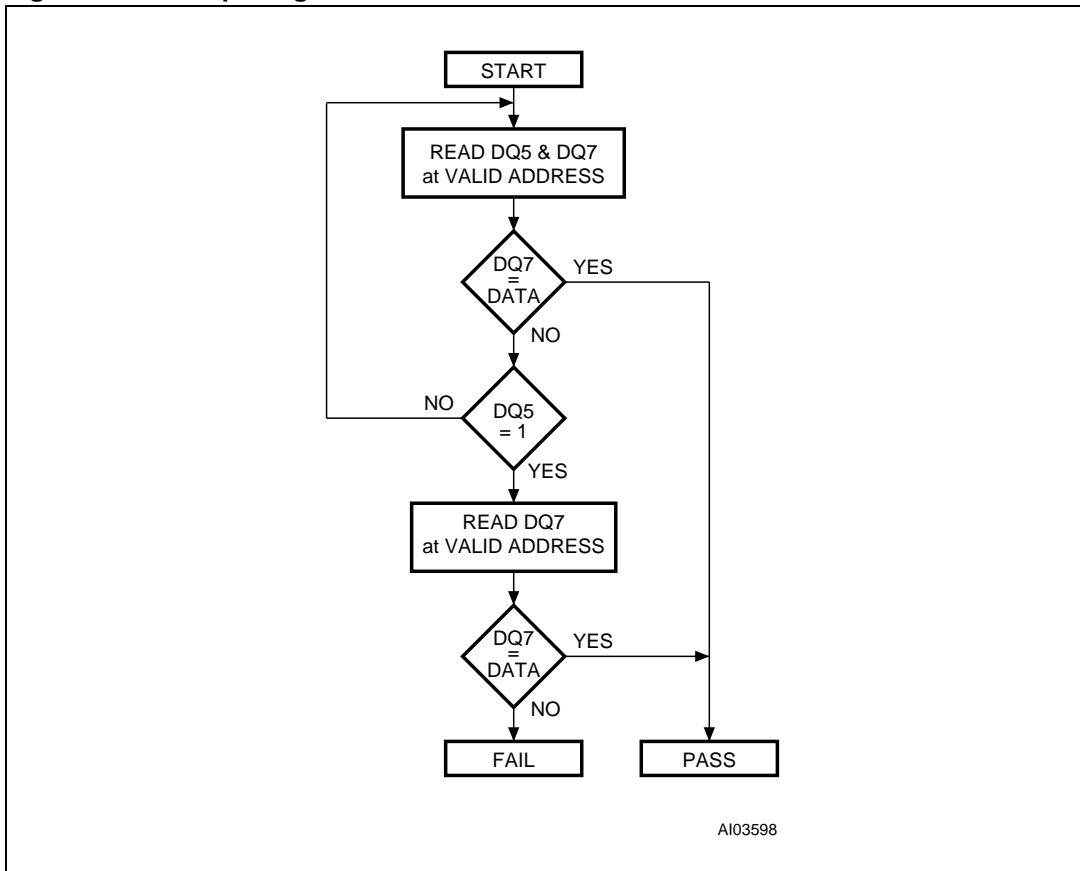 START
READ DQ5 & DQ7
at VALID ADDRESS
DQ7
=
DATA
YES
NO
NO
DQ5
= 1
YES
READ DQ7
at VALID ADDRESS
DQ7
=
DATA
YES
NO
FAIL
PASS
AI03598